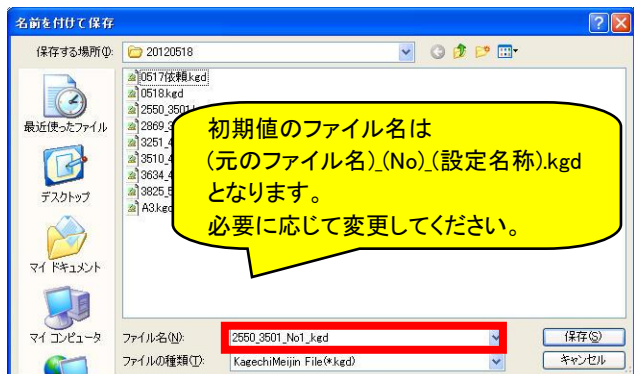 名前を付けて保存
保存する場所(I):
20120518
最近使ったファイル
デスクトップ
マイ ドキュメント
マイ コンピュータ
0517依頼.kgd
0518.kgd
2550_3501
2869_3
3251_4
3510_4
3634_4
3825_5
A3.kgd
初期値のファイル名は
(元のファイル名)_(No)_(設定名称).kgd
となります。
必要に応じて変更してください。
ファイル名(N):
2550_3501_No1_.kgd
保存(S)
ファイルの種類(T):
KagechiMeijin File(*.kgd)
キャンセル